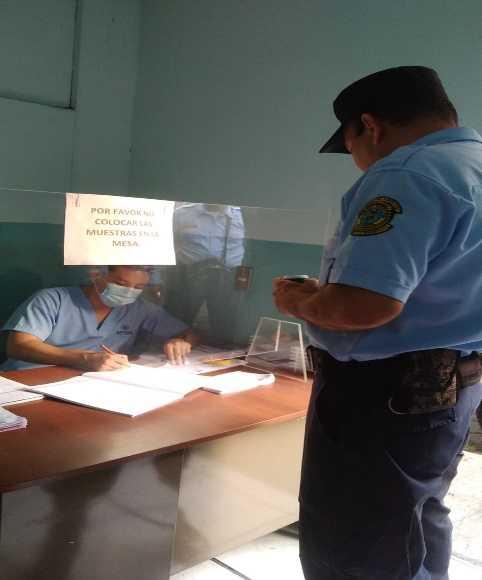 POR FAVOR NO
COLOCAR LAS
MUESTRAS EN LA
MESA.